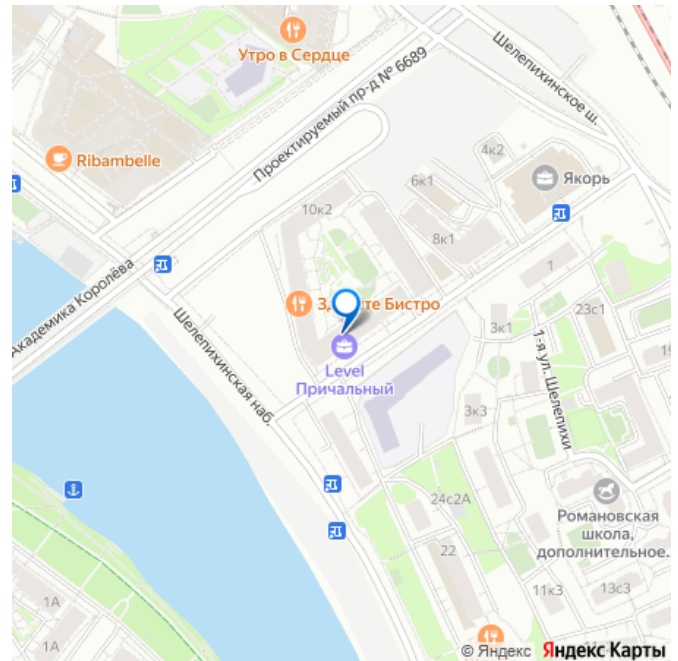 Утро в Сердце
Проектируемый пр-д № 6689
Шелепихинское ш.
Ribambelle
4к2
6к1
Якорь
10к2
8к1
Академика Королёва
1
Бистро
23с1
3к1
Шелепихинская наб.
Level
Причальный
1-я ул. Шелепихи
3к3
24с2А
Романовская
школа,
дополнительное...
22
1А
11к3
13с3
1А
© Яндекс Яндекс Карты